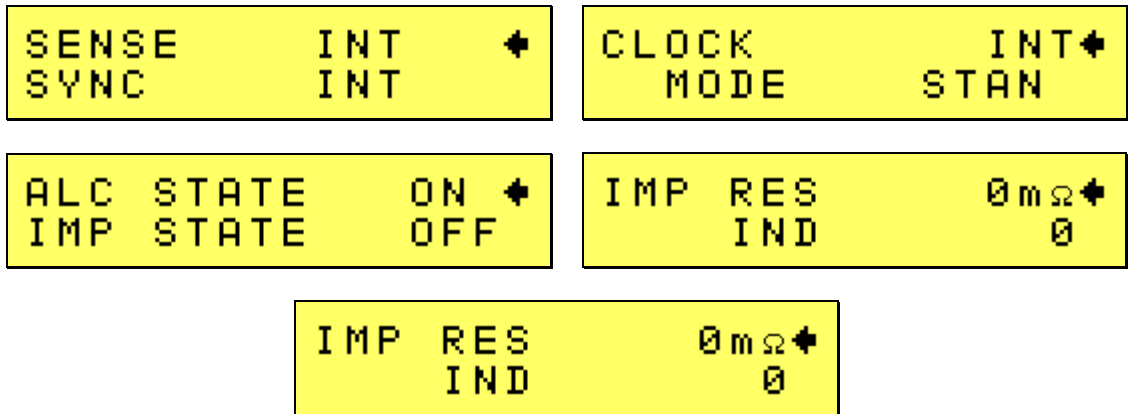 SENSE INT
SYNC INT
CLOCK INT
MODE STAN
ALC STATE ON
IMP STATE OFF
IMP RES 0mΩ
IND 0
IMP RES 0mΩ
IND 0